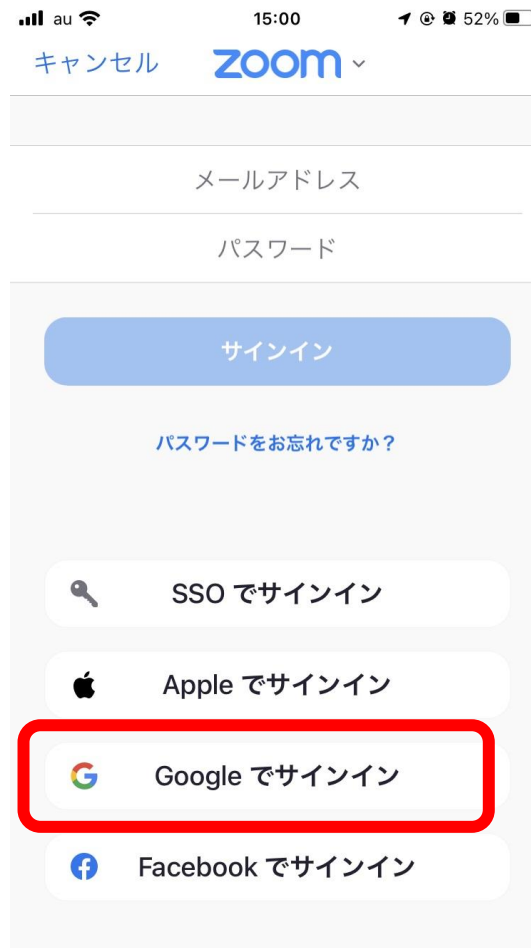 au 15:00 52%
キャンセル zoom
メールアドレス
パスワード
サインイン
パスワードをお忘れですか？
SSO でサインイン
Apple でサインイン
Google でサインイン
Facebook でサインイン